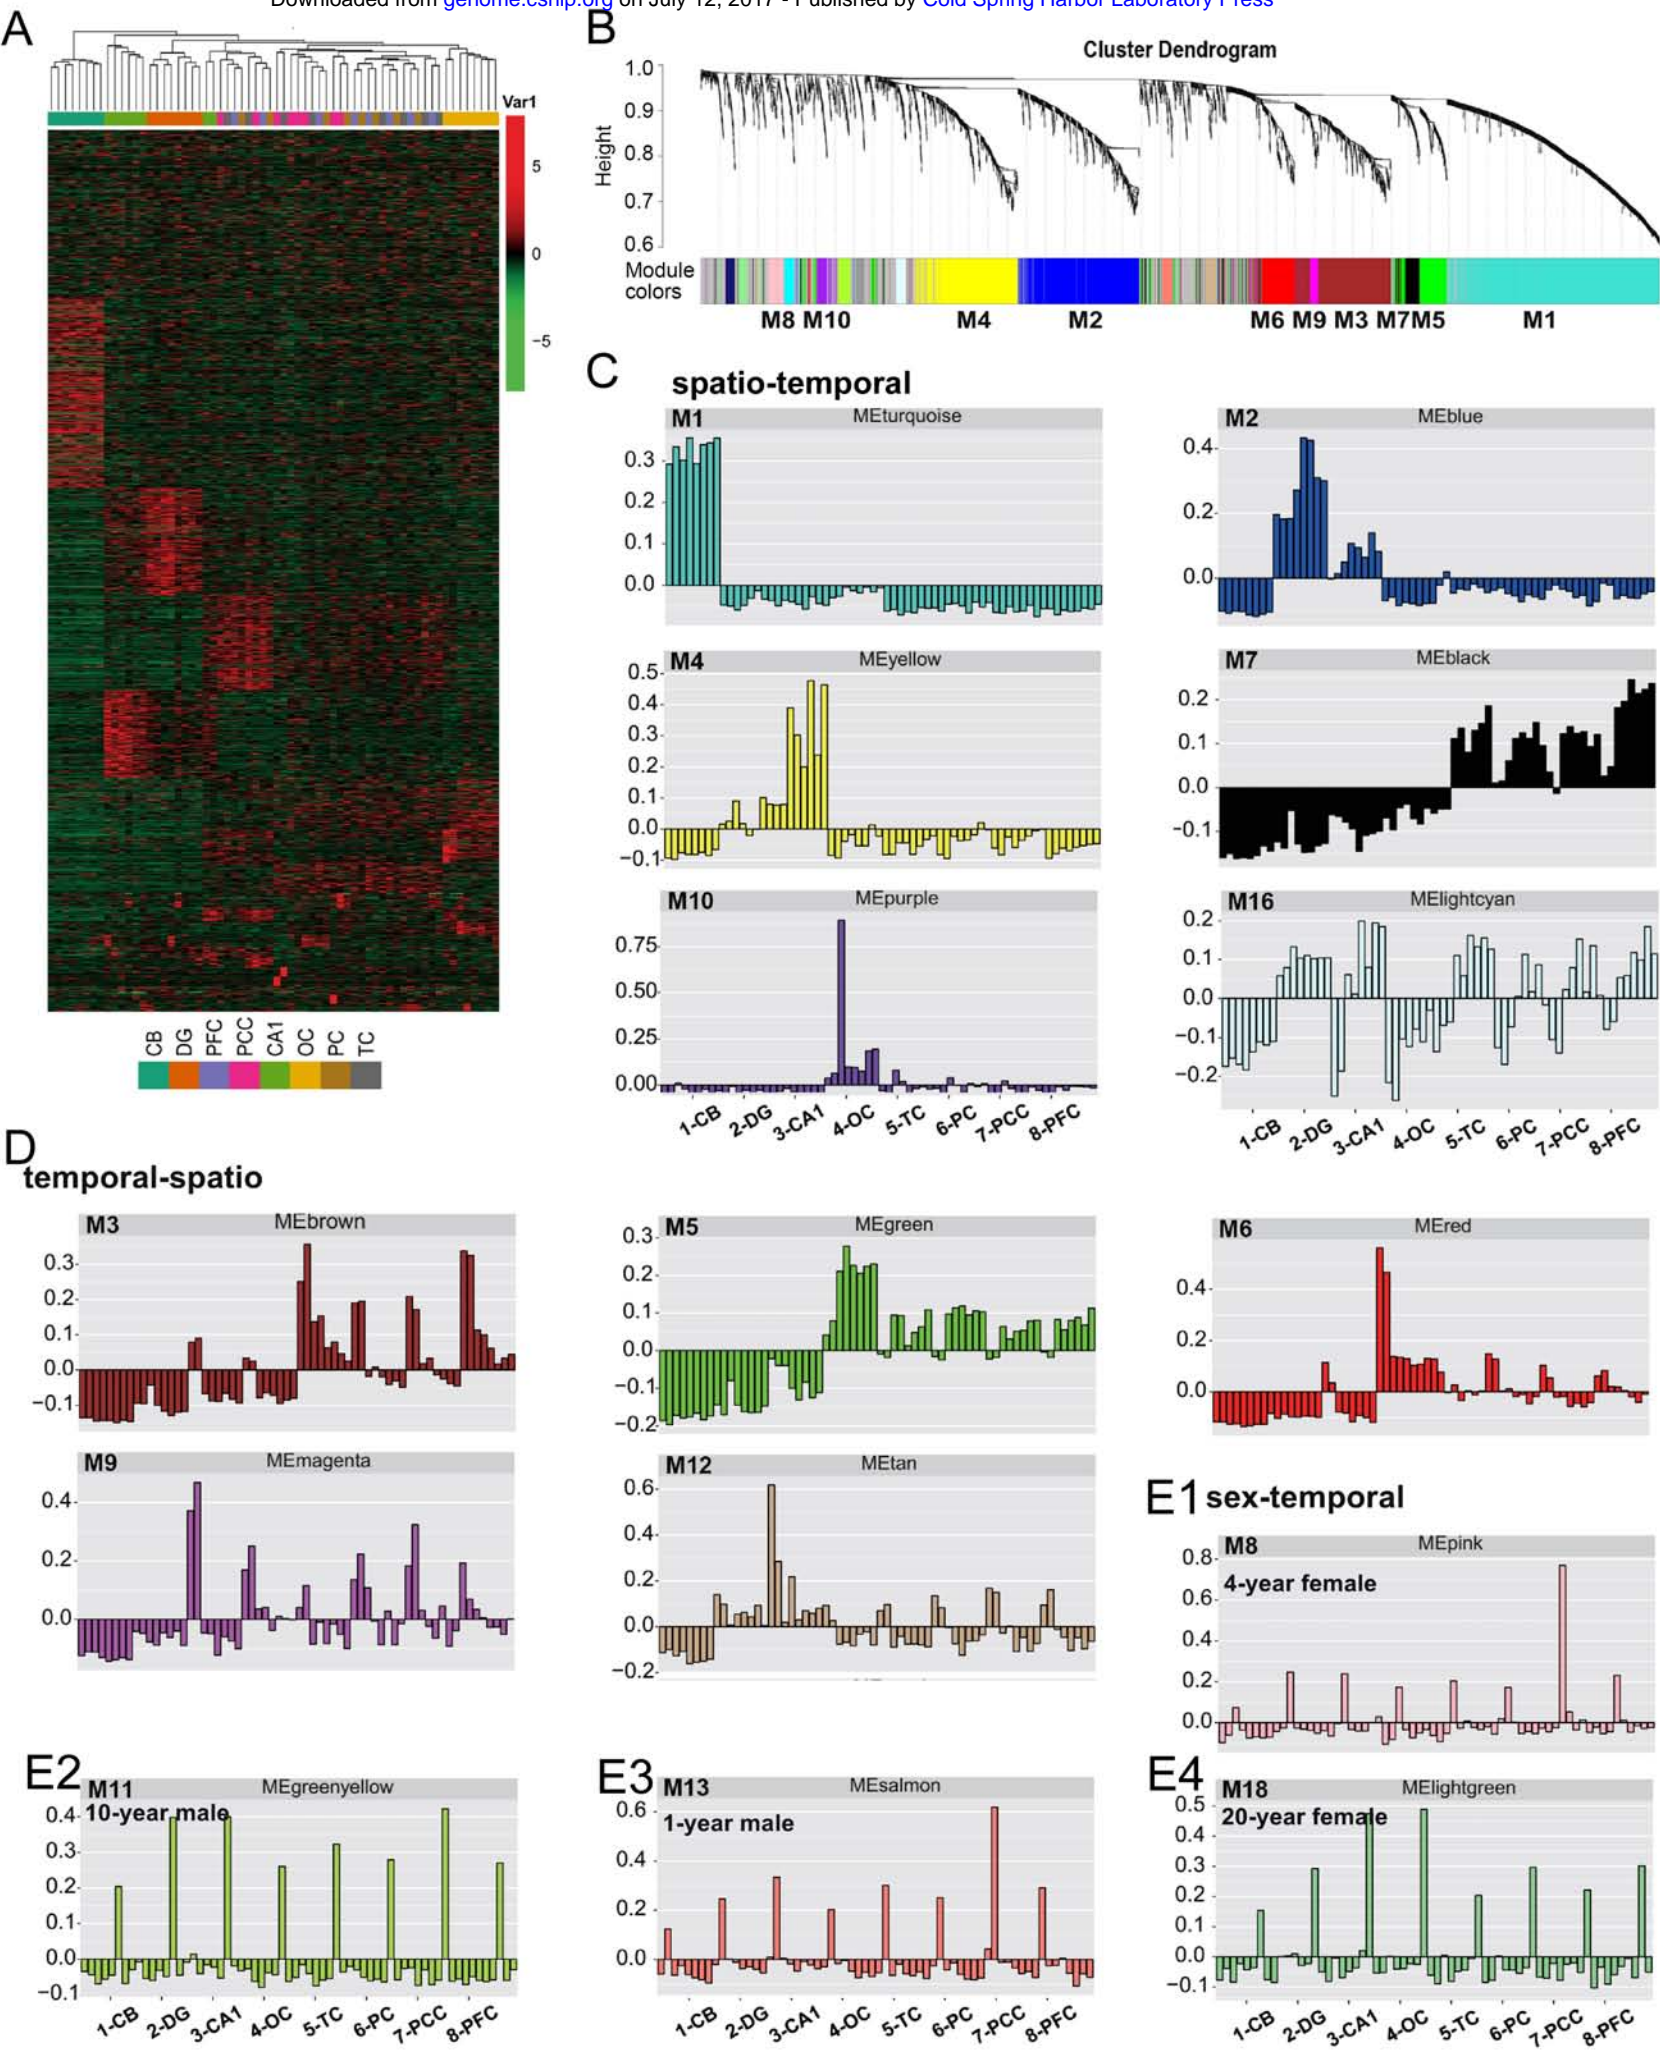 Downloaded from genome.cshlp.org on July 12, 2017 - Published by Cold Spring Harbor Laboratory Press
A
Var1
5
0
−5
CB DG PFC PCC CA1 OC PC TC
B
Cluster Dendrogram
Height
1.0
0.9
0.8
0.7
0.6
Module
colors
M8 M10 M4 M2 M6 M9 M3 M7 M5 M1
C
spatio-temporal
M1 MEturquoise
0.3
0.2
0.1
0.0
M2 MEblue
0.4
0.2
0.0
M4 MEyellow
0.5
0.4
0.3
0.2
0.1
0.0
−0.1
M7 MEblack
0.2
0.1
0.0
−0.1
M10 MEpurple
0.75
0.50
0.25
0.00
1-CB 2-DG 3-CA1 4-OC 5-TC 6-PC 7-PCC 8-PFC
M16 MElightcyan
0.2
0.1
0.0
−0.1
−0.2
1-CB 2-DG 3-CA1 4-OC 5-TC 6-PC 7-PCC 8-PFC
D
temporal-spatio
M3 MEbrown
0.3
0.2
0.1
0.0
−0.1
M5 MEgreen
0.3
0.2
0.1
0.0
−0.1
−0.2
M6 MEred
0.4
0.2
0.0
M9 MEmagenta
0.4
0.2
0.0
M12 MEtan
0.6
0.4
0.2
0.0
−0.2
E1 sex-temporal
M8 MEpink
4-year female
0.8
0.6
0.4
0.2
0.0
E2
M11 MEgreenyellow
10-year male
0.4
0.3
0.2
0.1
0.0
−0.1
1-CB 2-DG 3-CA1 4-OC 5-TC 6-PC 7-PCC 8-PFC
E3
M13 MEsalmon
1-year male
0.6
0.4
0.2
0.0
1-CB 2-DG 3-CA1 4-OC 5-TC 6-PC 7-PCC 8-PFC
E4
M18 MElightgreen
20-year female
0.5
0.4
0.3
0.2
0.1
0.0
−0.1
1-CB 2-DG 3-CA1 4-OC 5-TC 6-PC 7-PCC 8-PFC